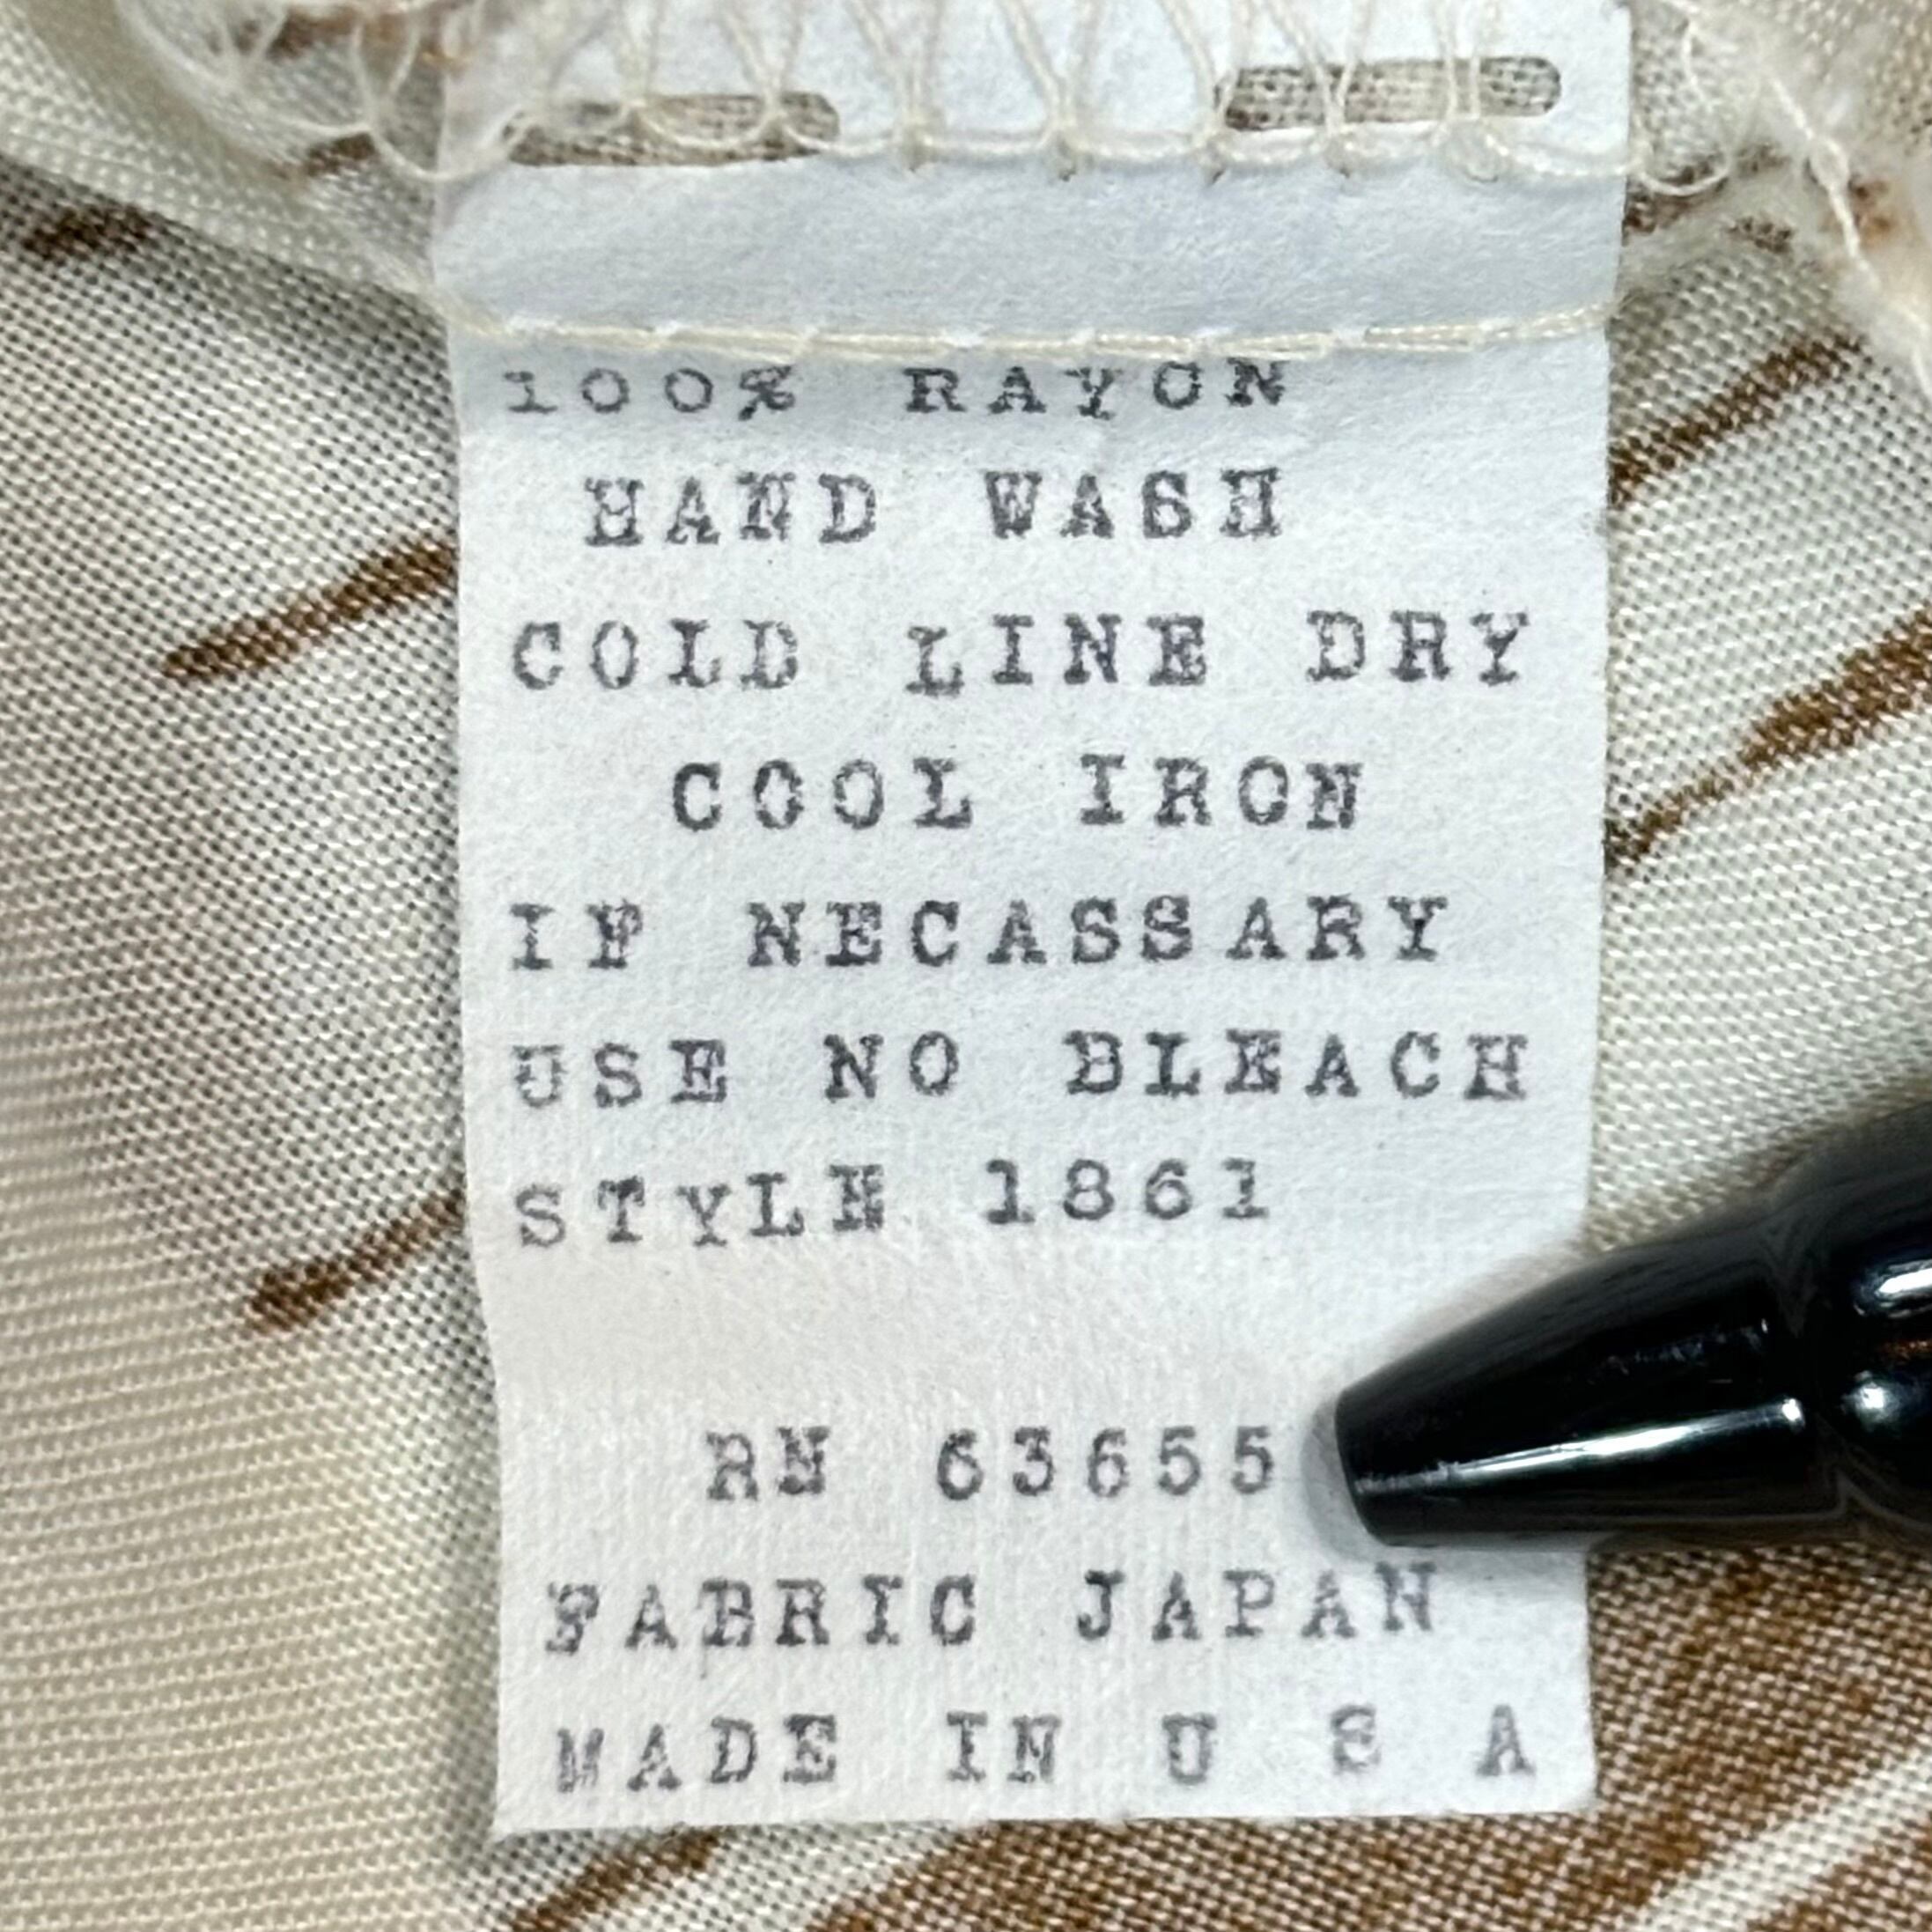 100% RAYON
HAND WASH
COLD LINE DRY
COOL IRON
IF NECASSARY
USE NO BLEACH
STYLE 1861
RN 63655
FABRIC JAPAN
MADE IN U S A